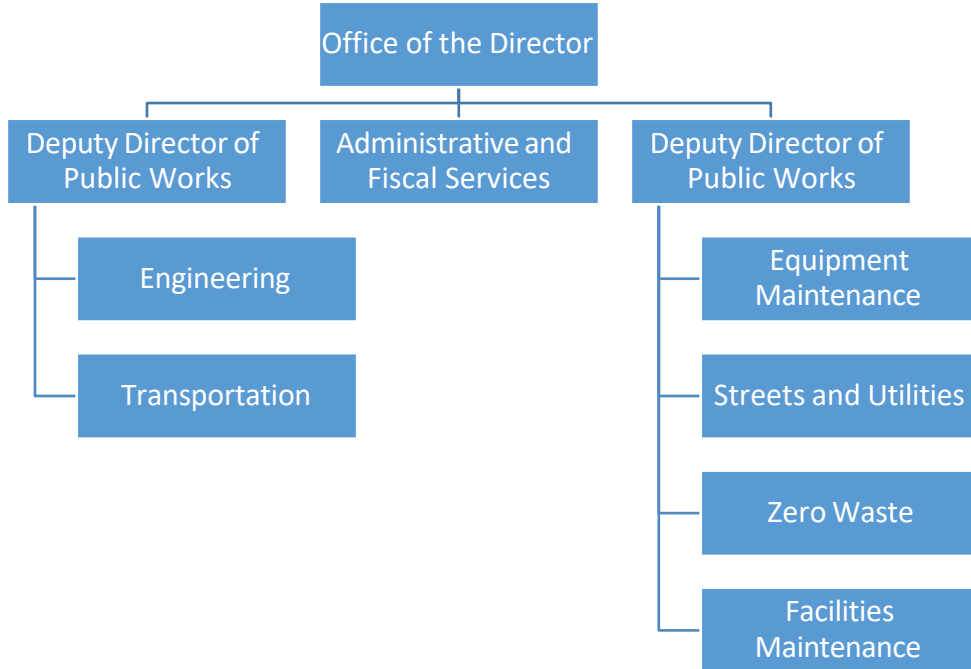 Office of the Director
Deputy Director of
Public Works
Administrative and
Fiscal Services
Deputy Director of
Public Works
Engineering
Transportation
Equipment
Maintenance
Streets and Utilities
Zero Waste
Facilities
Maintenance